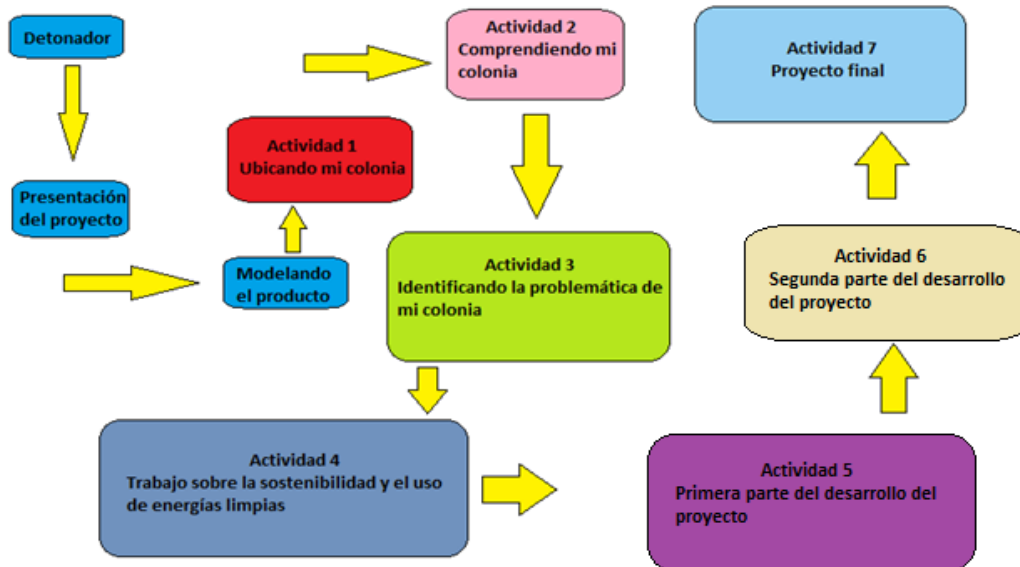 Detonador
Presentación
del proyecto
Modelando
el producto
Actividad 1
Ubicando mi colonia
Actividad 2
Comprendiendo mi
colonia
Actividad 3
Identificando la problemática de
mi colonia
Actividad 4
Trabajo sobre la sostenibilidad y el uso
de energías limpias
Actividad 5
Primera parte del desarrollo del
proyecto
Actividad 6
Segunda parte del desarrollo
del proyecto
Actividad 7
Proyecto final